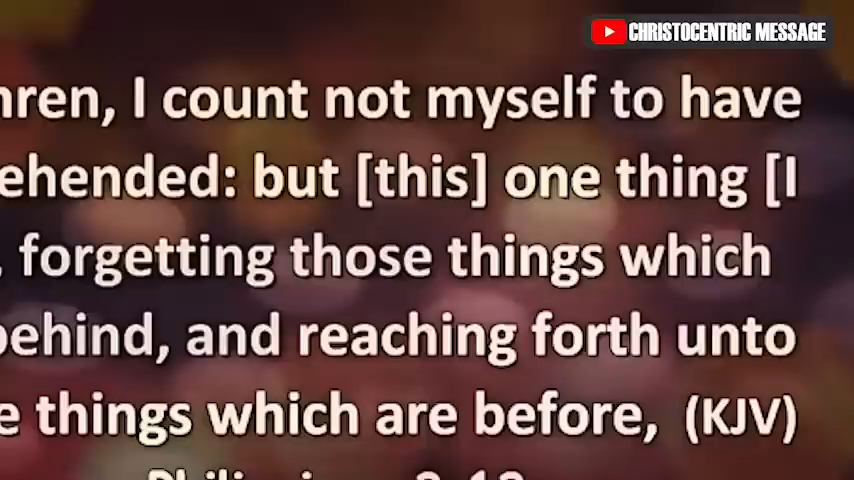 CHRISTOCENTRIC MESSAGE
hren, I count not myself to have
ehended: but [this] one thing [I
, forgetting those things which
behind, and reaching forth unto
e things which are before, (KJV)